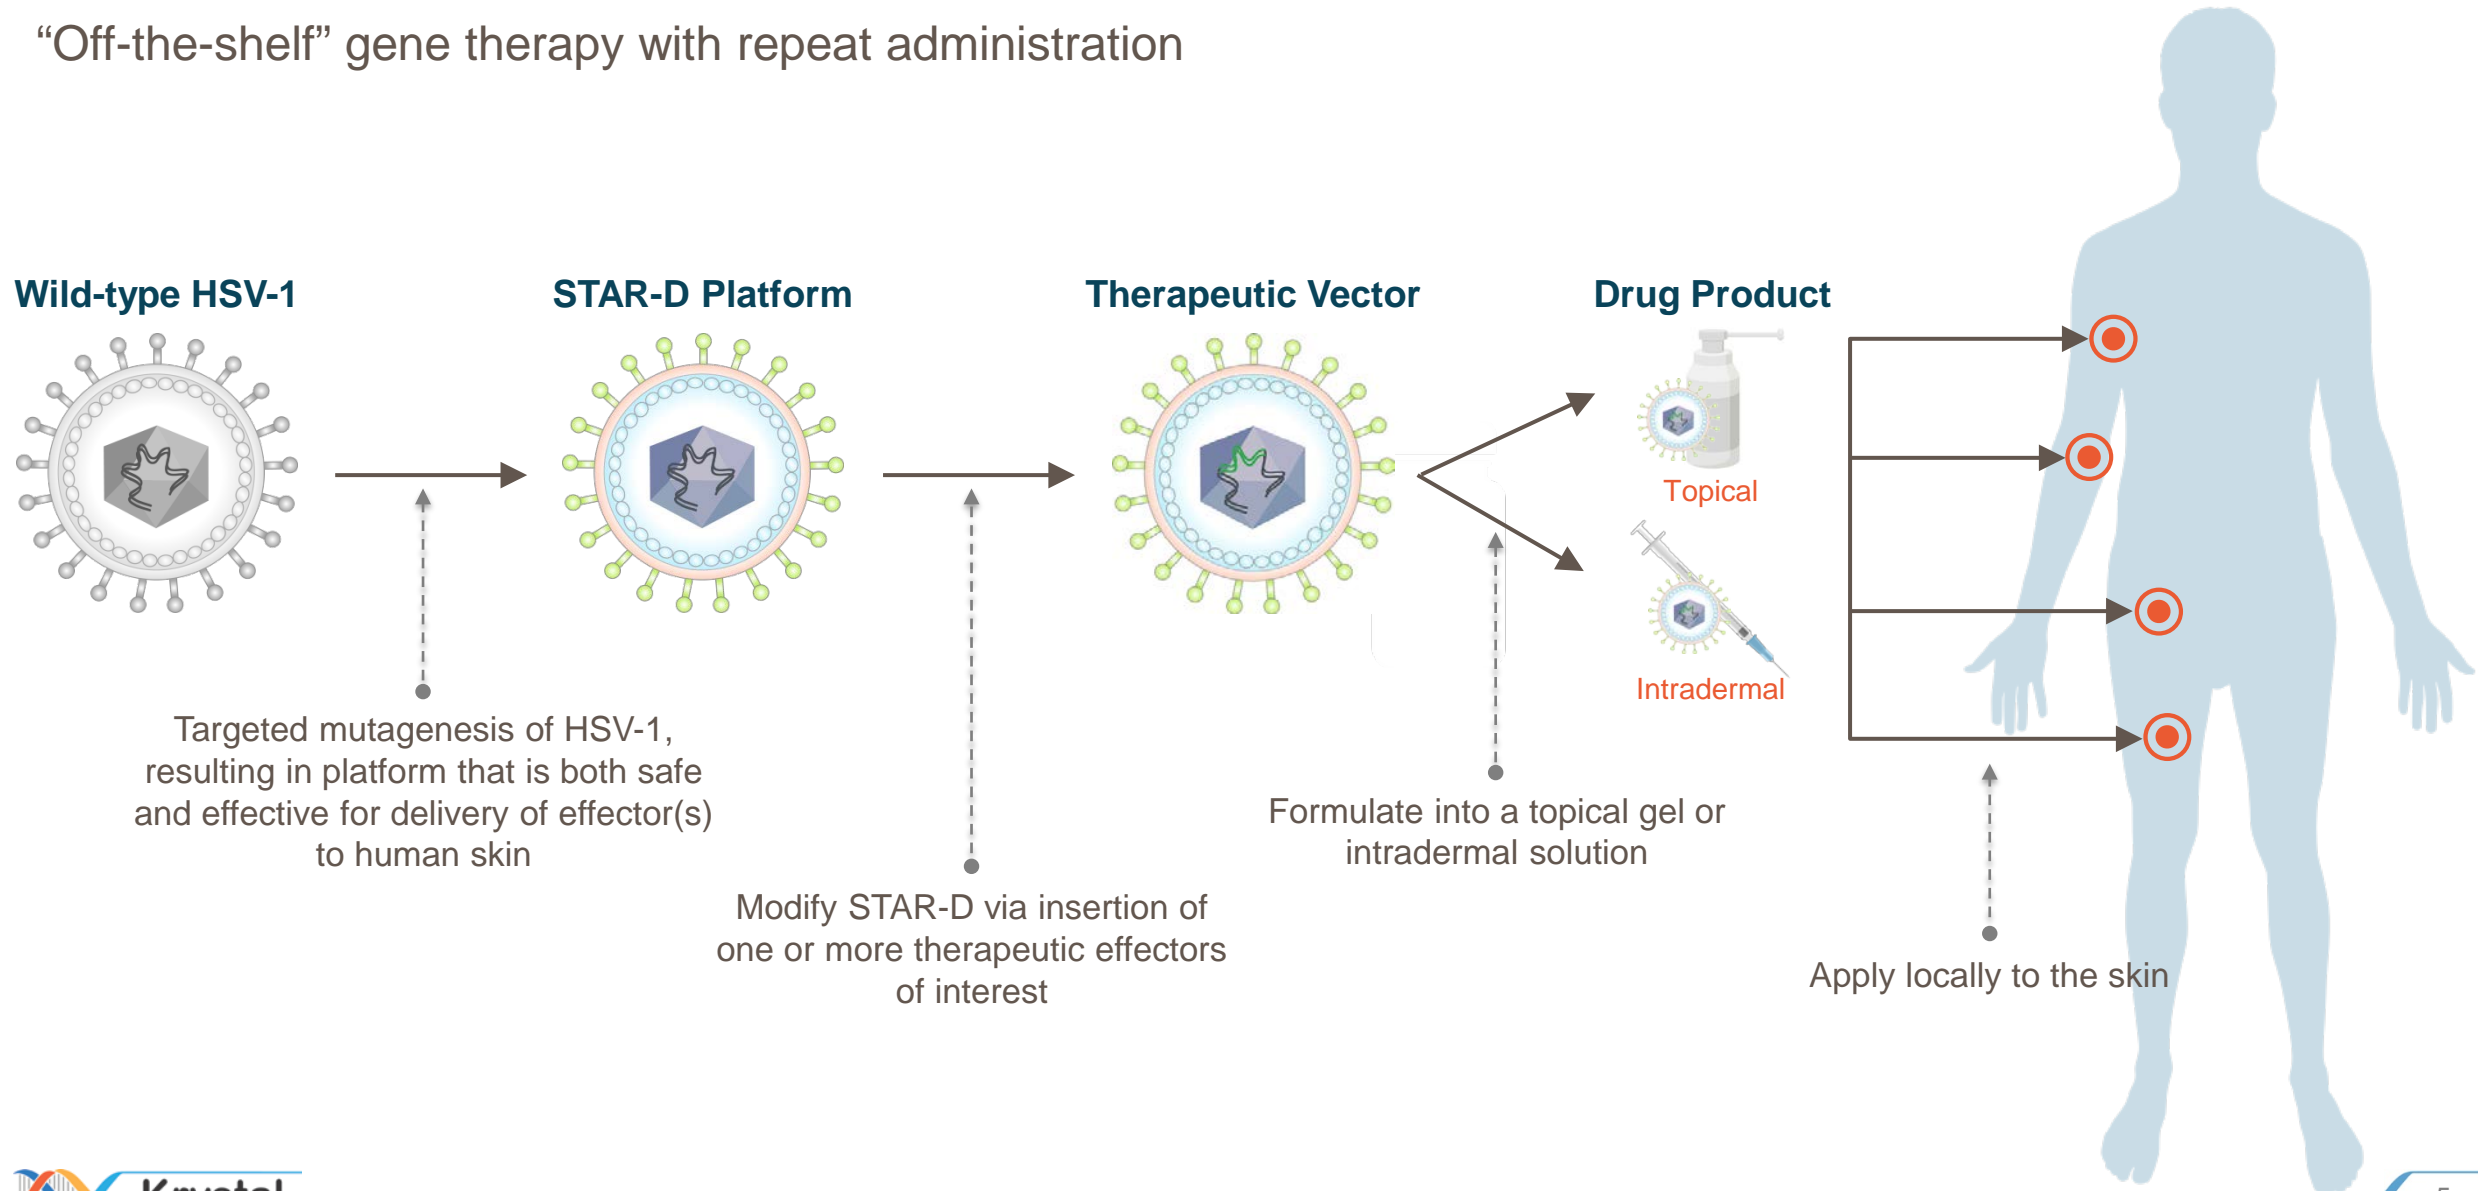 “Off-the-shelf” gene therapy with repeat administration
Wild-type HSV-1
STAR-D Platform
Therapeutic Vector
Drug Product
Topical
Intradermal
Targeted mutagenesis of HSV-1,
resulting in platform that is both safe
and effective for delivery of effector(s)
to human skin
Modify STAR-D via insertion of
one or more therapeutic effectors
of interest
Formulate into a topical gel or
intradermal solution
Apply locally to the skin
Krystal
5